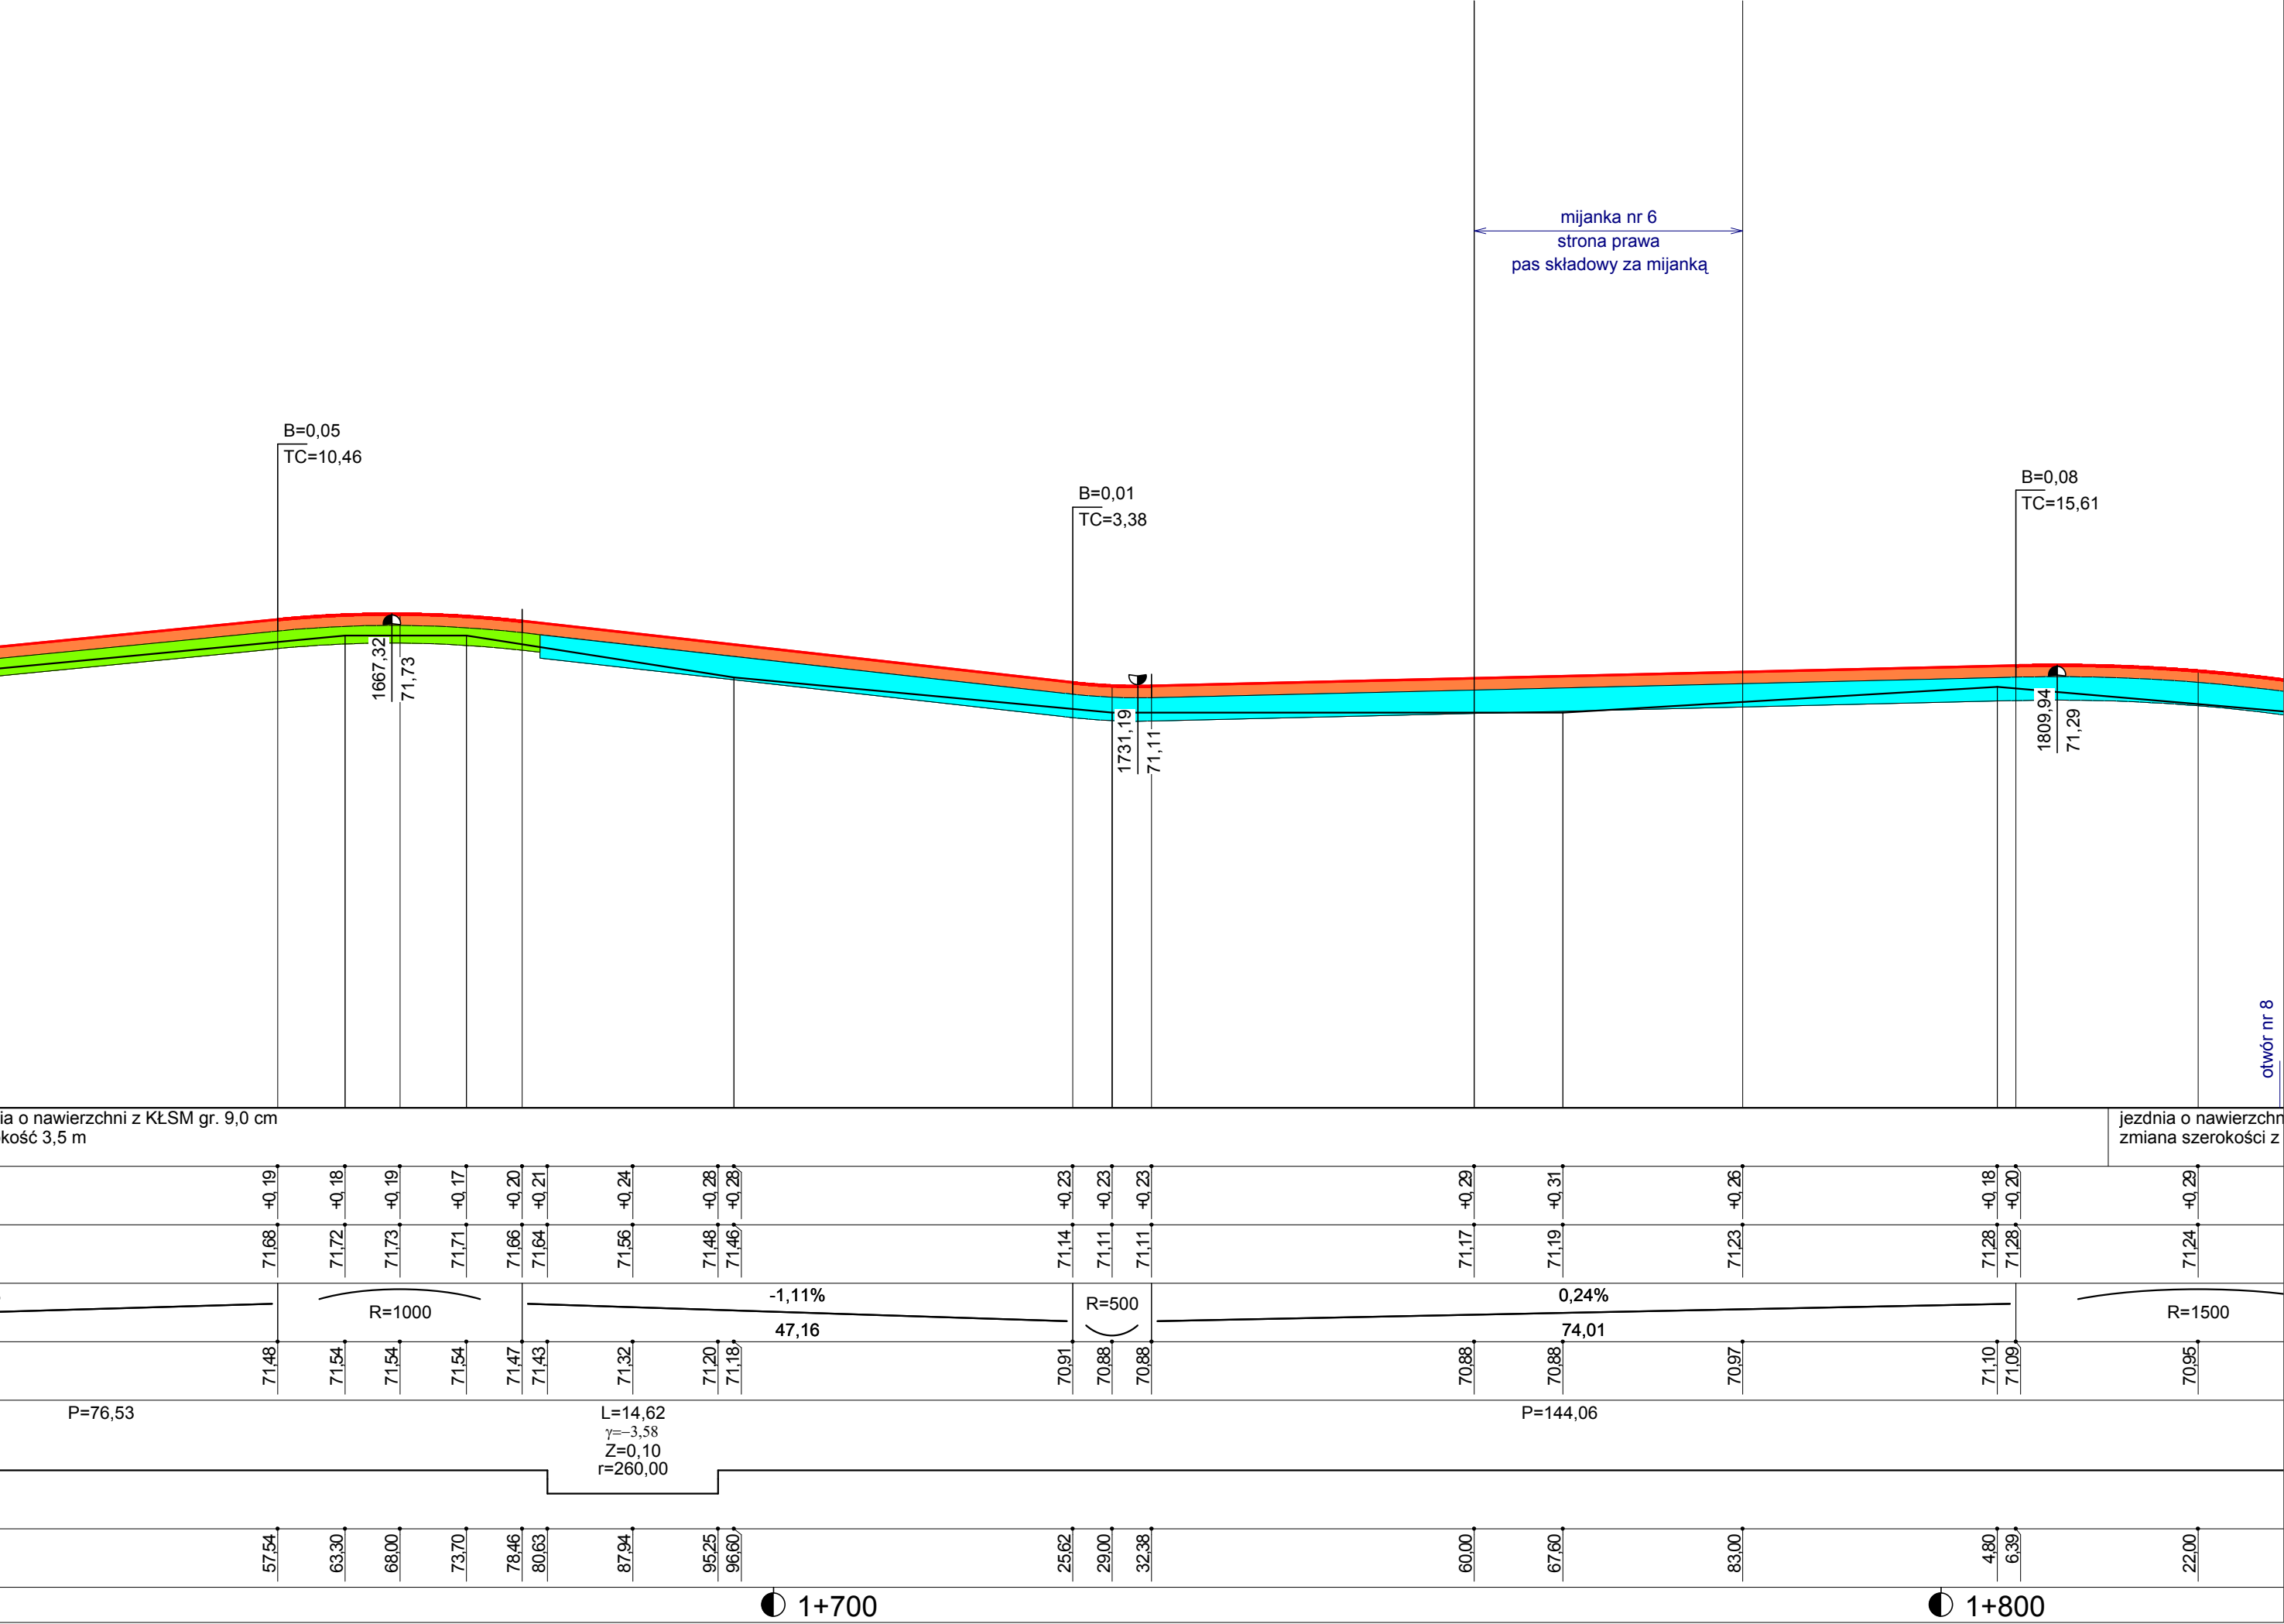 mijanka nr 6
strona prawa
pas składowy za mijanką
B=0,05
TC=10,46
B=0,01
TC=3,38
B=0,08
TC=15,61
1667,32
71,73
1731,19
71,11
1809,94
71,29
otwór nr 8
ia o nawierzchni z KŁSM gr. 9,0 cm
kość 3,5 m
jezdnia o nawierzchn
zmiana szerokości z
+0,19 +0,18 +0,19 +0,17 +0,20 +0,21 +0,24 +0,28 +0,28 +0,23 +0,23 +0,23 +0,29 +0,31 +0,26 +0,18 +0,20 +0,29
71,68 71,72 71,73 71,71 71,66 71,64 71,56 71,48 71,46 71,14 71,11 71,11 71,17 71,19 71,23 71,28 71,28 71,24
R=1000
-1,11%
47,16
R=500
0,24%
74,01
R=1500
71,48 71,54 71,54 71,54 71,47 71,43 71,32 71,20 71,18 70,91 70,88 70,88 70,88 70,88 70,97 71,10 71,09 70,95
P=76,53
L=14,62
γ=−3,58
Z=0,10
r=260,00
P=144,06
57,54 63,30 68,00 73,70 78,46 80,63 87,94 95,25 96,60 25,62 29,00 32,38 60,00 67,60 83,00 4,80 6,39 22,00
1+700
1+800